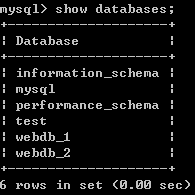 mysql> show databases;
+--------------------+
| Database           |
+--------------------+
| information_schema |
| mysql              |
| performance_schema |
| test               |
| webdb_1            |
| webdb_2            |
+--------------------+
6 rows in set (0.00 sec)